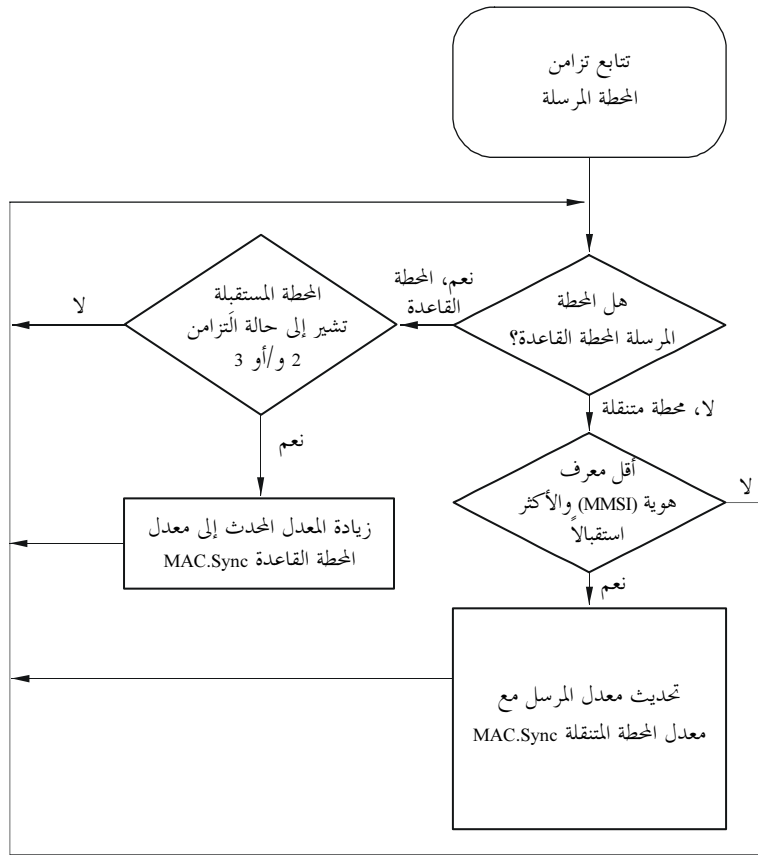 تتابع تزامن
المحطة المرسلة
هل المحطة
المرسلة المحطة القاعدة؟
نعم، المحطة
القاعدة
المحطة المستقبلة
تشير إلى حالة التزامن
2 و/أو 3
لا
نعم
زيادة المعدل المحدث إلى معدل
المحطة القاعدة MAC.Sync
لا، محطة متنقلة
أقل معرف
هوية (MMSI) والأكثر
استقبالاً
لا
نعم
تحديث معدل المرسل مع
معدل المحطة المتنقلة MAC.Sync